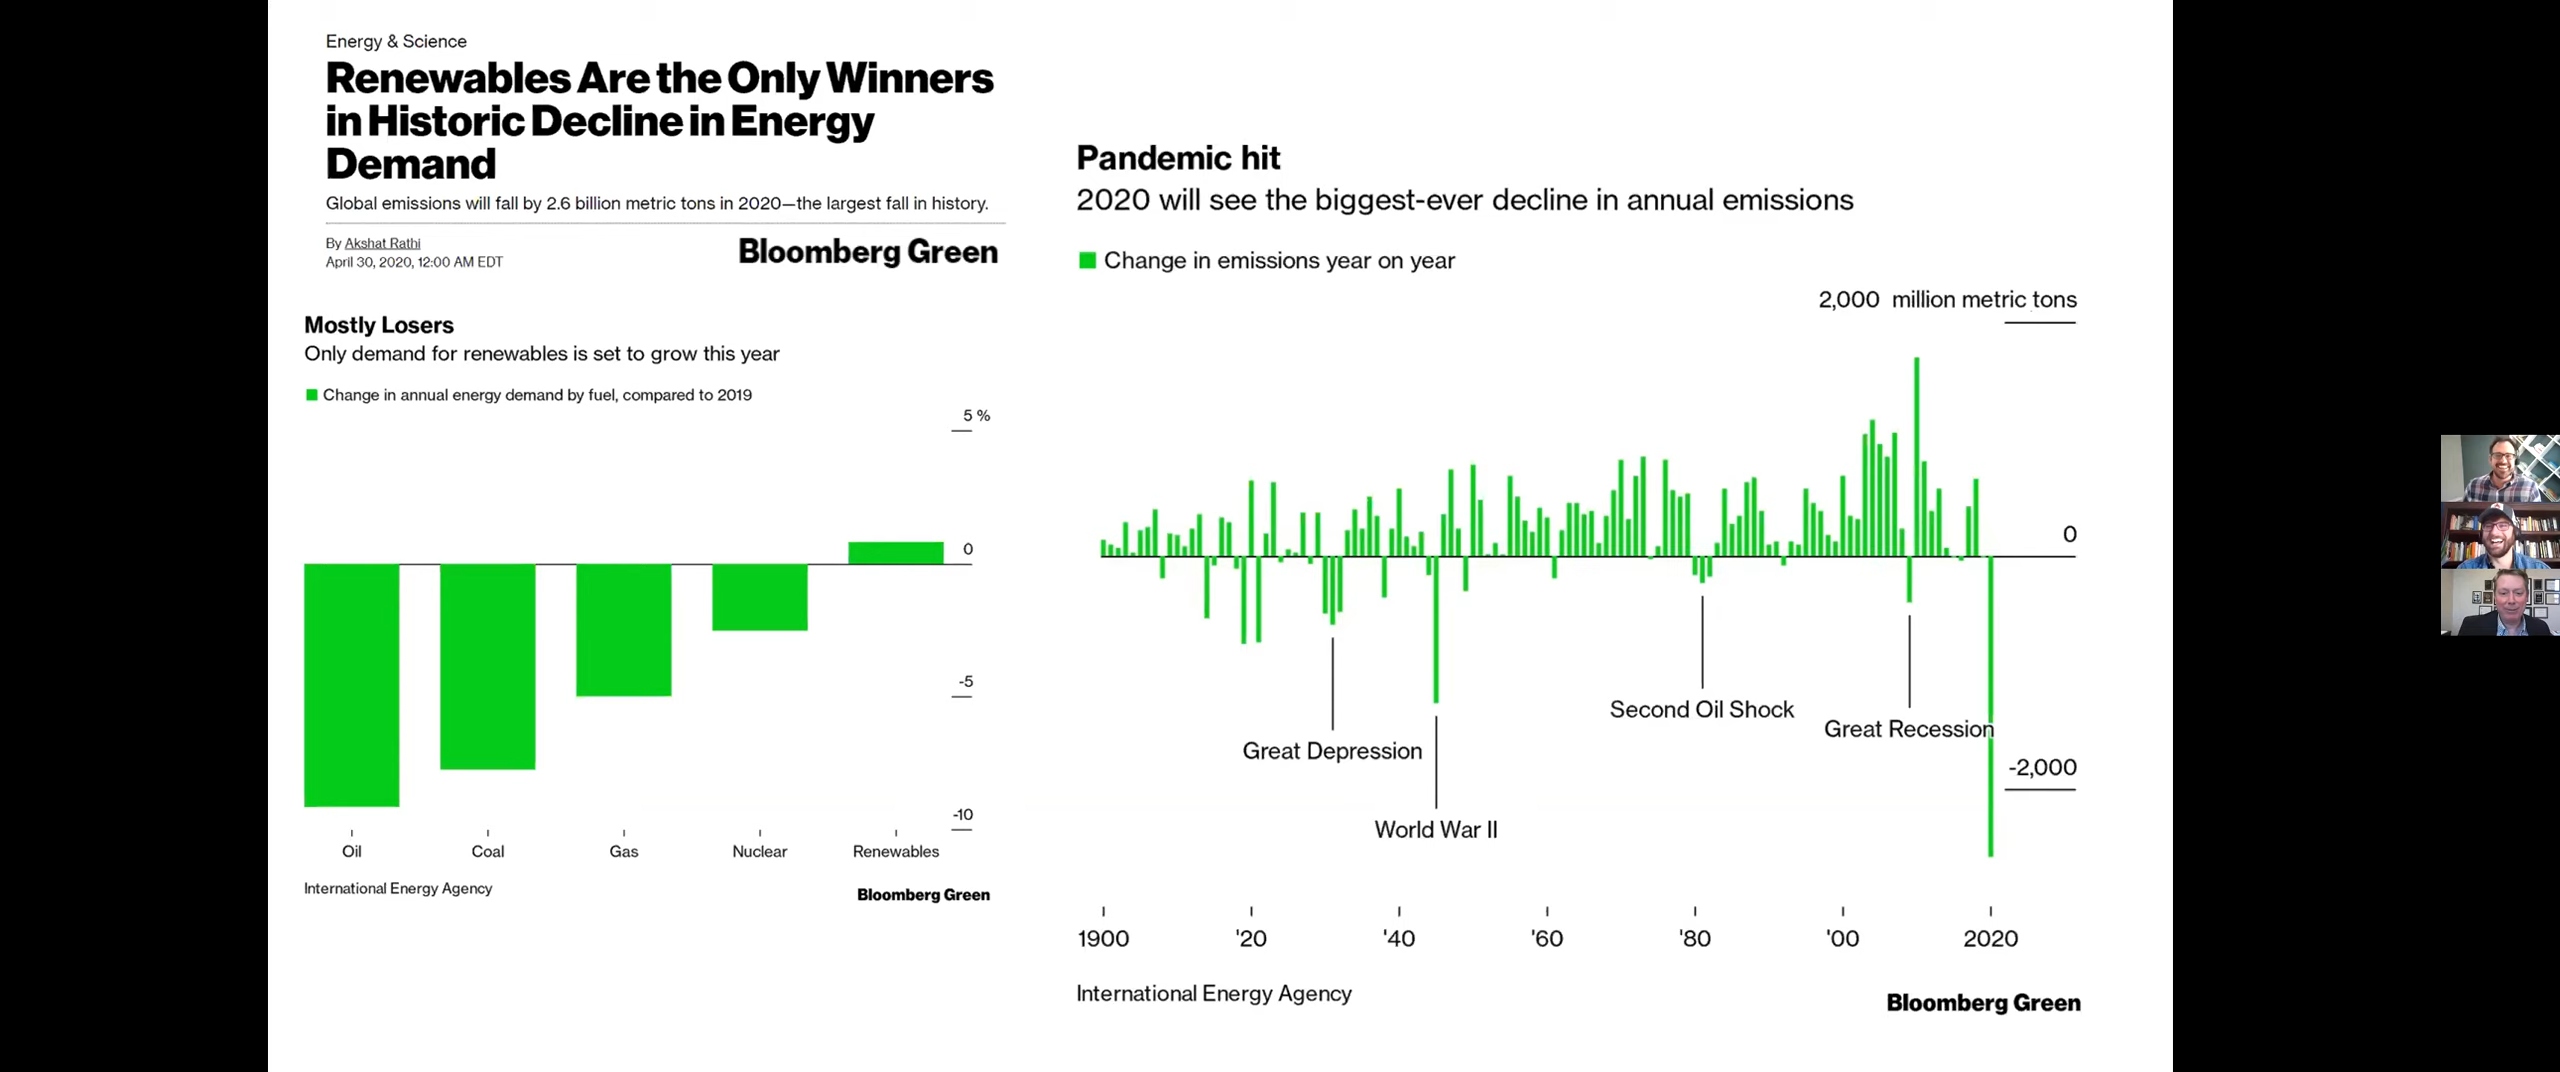 Energy & Science
Renewables Are the Only Winners
in Historic Decline in Energy
Demand
Global emissions will fall by 2.6 billion metric tons in 2020—the largest fall in history.
By Akshat Rathi
April 30, 2020, 12:00 AM EDT
Bloomberg Green
Mostly Losers
Only demand for renewables is set to grow this year
Change in annual energy demand by fuel, compared to 2019
5 %
0
-5
-10
Oil
Coal
Gas
Nuclear
Renewables
International Energy Agency
Bloomberg Green
Pandemic hit
2020 will see the biggest-ever decline in annual emissions
Change in emissions year on year
2,000 million metric tons
0
Second Oil Shock
Great Recession
Great Depression
-2,000
World War II
1900
'20
'40
'60
'80
'00
2020
International Energy Agency
Bloomberg Green